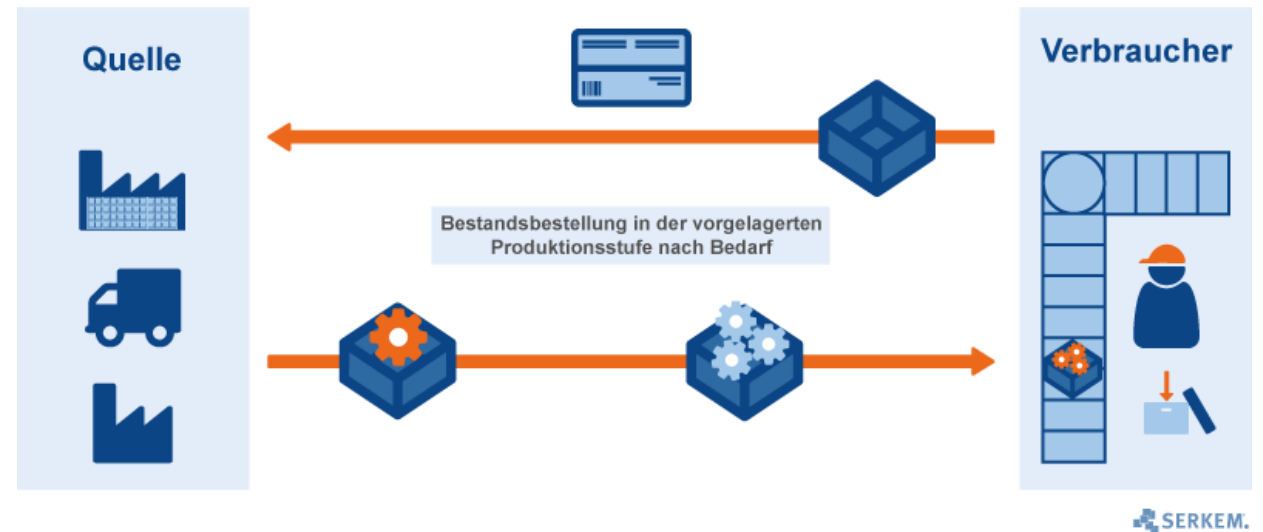 Quelle
Verbraucher
Bestandsbestellung in der vorgelagerten
Produktionsstufe nach Bedarf
SERKEM.